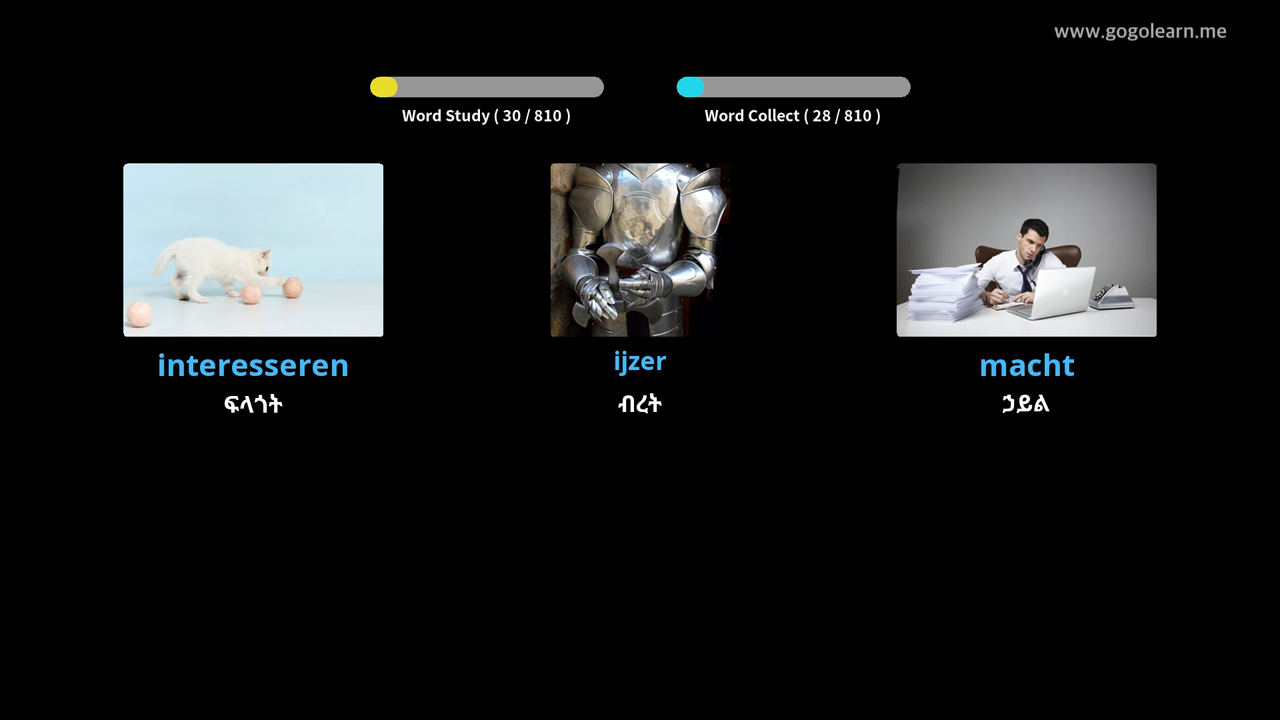 www.gogolearn.me
Word Study ( 30 / 810 )
Word Collect ( 28 / 810 )
interesseren
ፍላጎት
ijzer
ብረት
macht
ኃይል